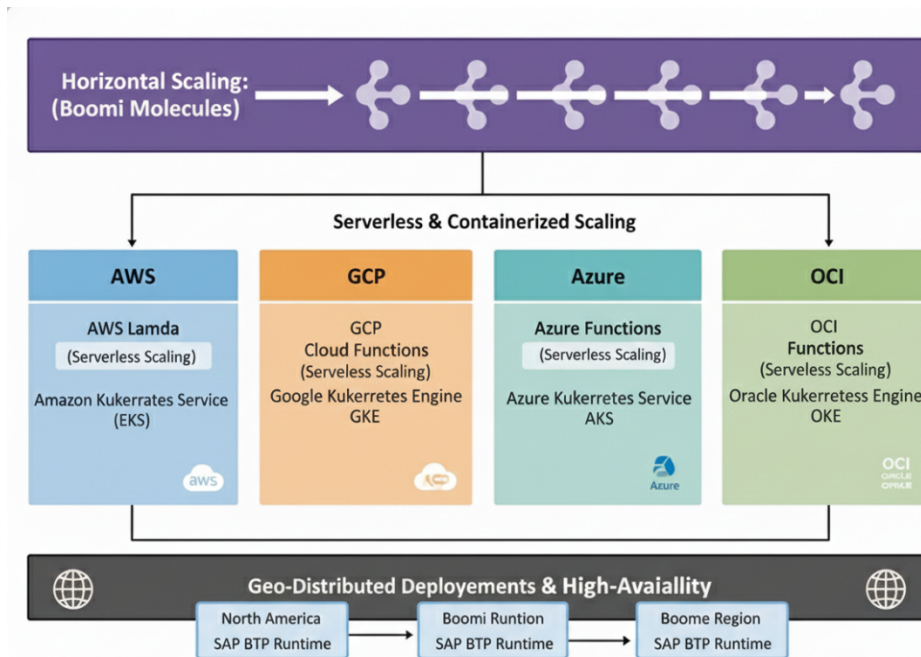 Horizontal Scaling:
(Boomi Molecules)
Serverless & Containerized Scaling
AWS
AWS Lamda
(Serverless Scaling)
Amazon Kukerrates Service
(EKS)
aws
GCP
GCP
Cloud Functions
(Serveless Scaling)
Google Kukerretes Engine
GKE
Azure
Azure Functions
(Serverless Scaling)
Azure Kukerretes Service
AKS
Azure
OCI
OCI
Functions
(Serveless Scaling)
Oracle Kukerretess Engine
OKE
OCI
Geo-Distributed Deployements & High-Avaiallity
North America
SAP BTP Runtime
Boomi Runtion
SAP BTP Runtime
Boome Region
SAP BTP Runtime